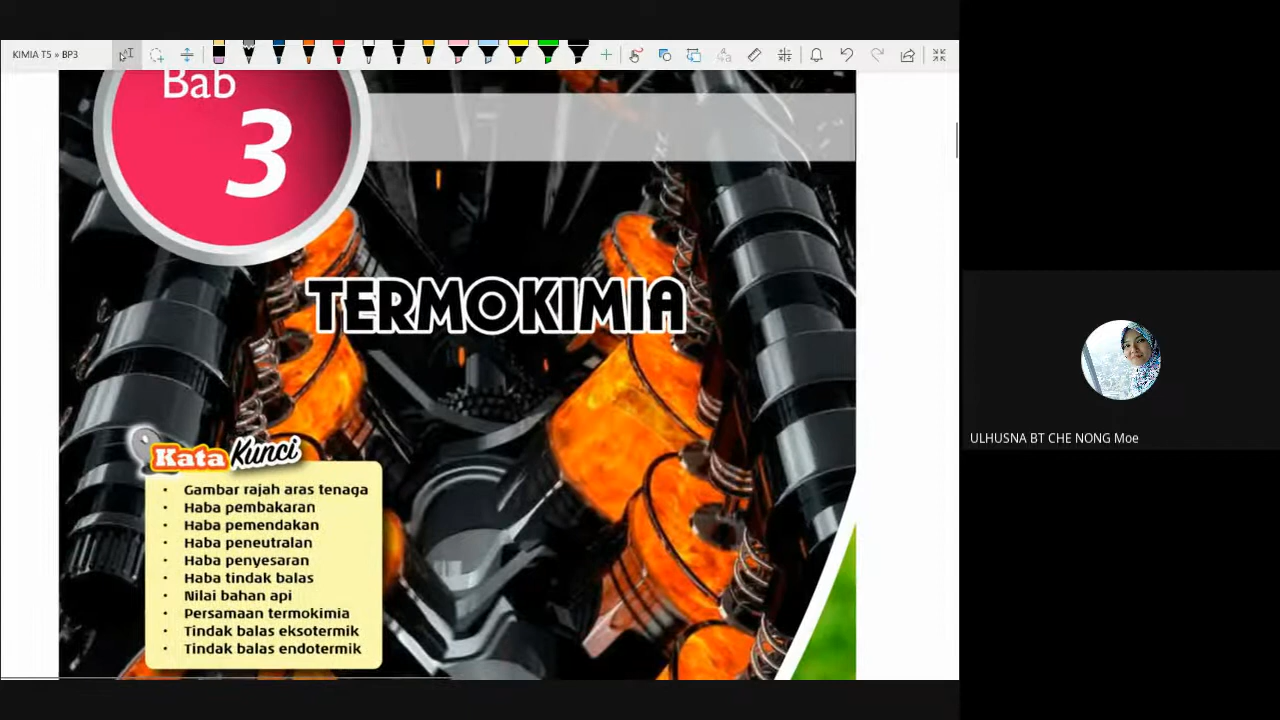 KIMIA T5 » BP3
Bab
3
TERMOKIMIA
Kata Kunci
• Gambar rajah aras tenaga
• Haba pembakaran
• Haba pemendakan
• Haba peneutralan
• Haba penyesaran
• Haba tindak balas
• Nilai bahan api
• Persamaan termokimia
• Tindak balas eksotermik
• Tindak balas endotermik
ULHUSNA BT CHE NONG Moe